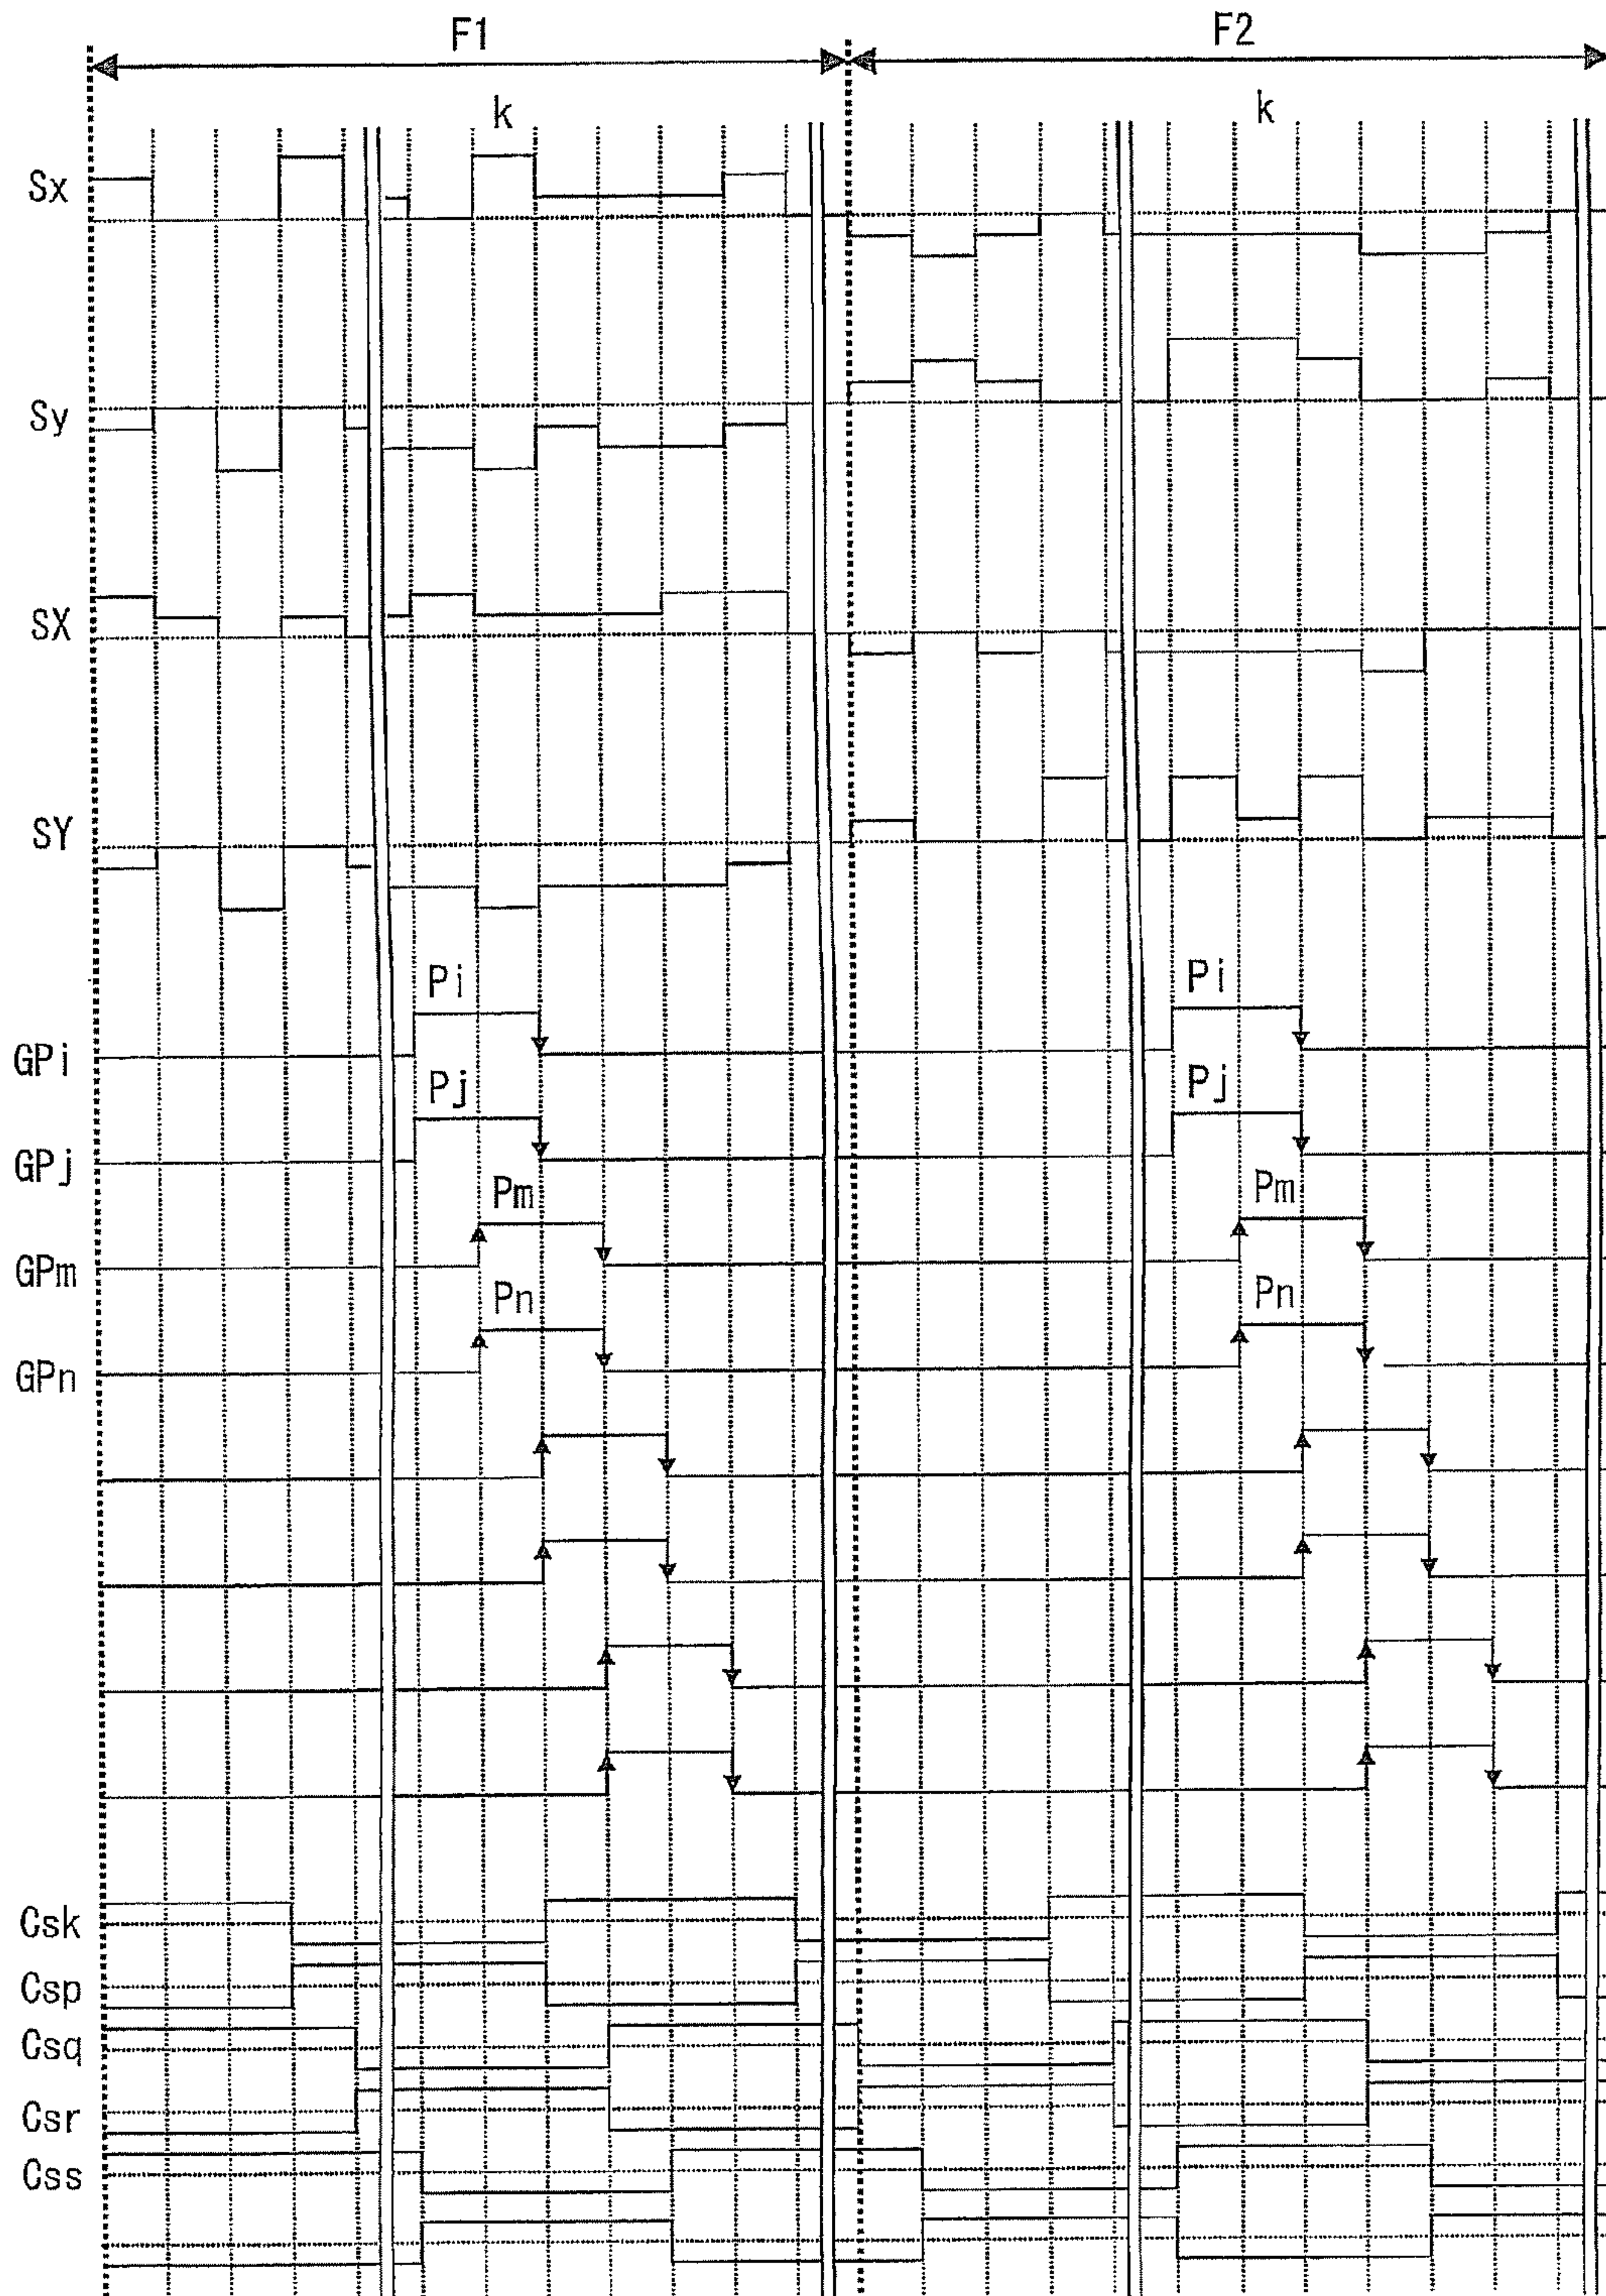 F1 F2
k k
Sx
Sy
SX
SY
Pi Pi
GPi
Pj Pj
GPj
Pm Pm
GPm
Pn Pn
GPn
Csk
Csp
Csq
Csr
Css